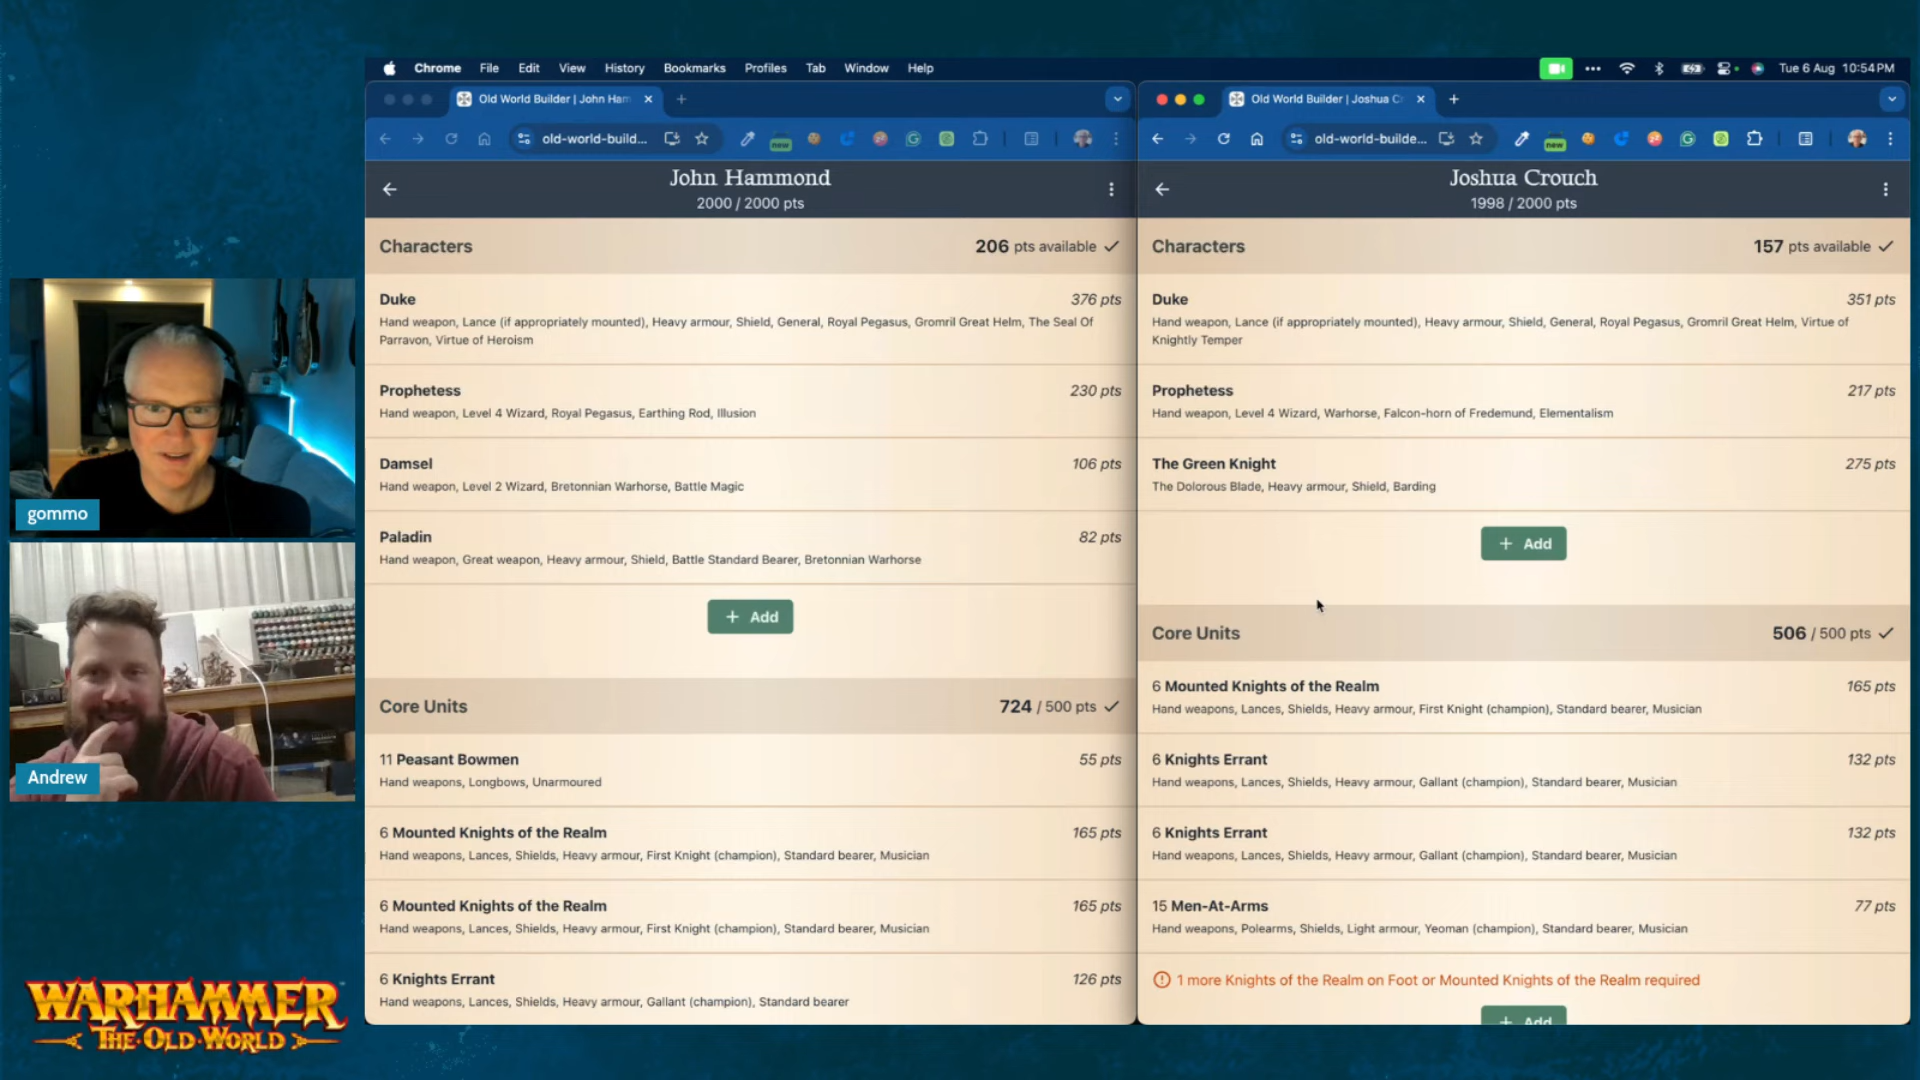 Chrome File Edit View History Bookmarks Profiles Tab Window Help
Tue 6 Aug 10:54 PM
Old World Builder | John Ham
old-world-build...
new
John Hammond
2000 / 2000 pts
Characters
206 pts available
Duke
376 pts
Hand weapon, Lance (if appropriately mounted), Heavy armour, Shield, General, Royal Pegasus, Gromril Great Helm, The Seal Of
Parravon, Virtue of Heroism
Prophetess
230 pts
Hand weapon, Level 4 Wizard, Royal Pegasus, Earthing Rod, Illusion
Damsel
106 pts
Hand weapon, Level 2 Wizard, Bretonnian Warhorse, Battle Magic
Paladin
82 pts
Hand weapon, Great weapon, Heavy armour, Shield, Battle Standard Bearer, Bretonnian Warhorse
+ Add
Core Units
724 / 500 pts
11 Peasant Bowmen
55 pts
Hand weapons, Longbows, Unarmoured
6 Mounted Knights of the Realm
165 pts
Hand weapons, Lances, Shields, Heavy armour, First Knight (champion), Standard bearer, Musician
6 Mounted Knights of the Realm
165 pts
Hand weapons, Lances, Shields, Heavy armour, First Knight (champion), Standard bearer, Musician
6 Knights Errant
126 pts
Hand weapons, Lances, Shields, Heavy armour, Gallant (champion), Standard bearer
Old World Builder | Joshua C
old-world-builde...
new
Joshua Crouch
1998 / 2000 pts
Characters
157 pts available
Duke
351 pts
Hand weapon, Lance (if appropriately mounted), Heavy armour, Shield, General, Royal Pegasus, Gromril Great Helm, Virtue of
Knightly Temper
Prophetess
217 pts
Hand weapon, Level 4 Wizard, Warhorse, Falcon-horn of Fredemund, Elementalism
The Green Knight
275 pts
The Dolorous Blade, Heavy armour, Shield, Barding
+ Add
Core Units
506 / 500 pts
6 Mounted Knights of the Realm
165 pts
Hand weapons, Lances, Shields, Heavy armour, First Knight (champion), Standard bearer, Musician
6 Knights Errant
132 pts
Hand weapons, Lances, Shields, Heavy armour, Gallant (champion), Standard bearer, Musician
6 Knights Errant
132 pts
Hand weapons, Lances, Shields, Heavy armour, Gallant (champion), Standard bearer, Musician
15 Men-At-Arms
77 pts
Hand weapons, Polearms, Shields, Light armour, Yeoman (champion), Standard bearer, Musician
1 more Knights of the Realm on Foot or Mounted Knights of the Realm required
+ Add
gommo
Andrew
WARHAMMER
THE·OLD·WORLD